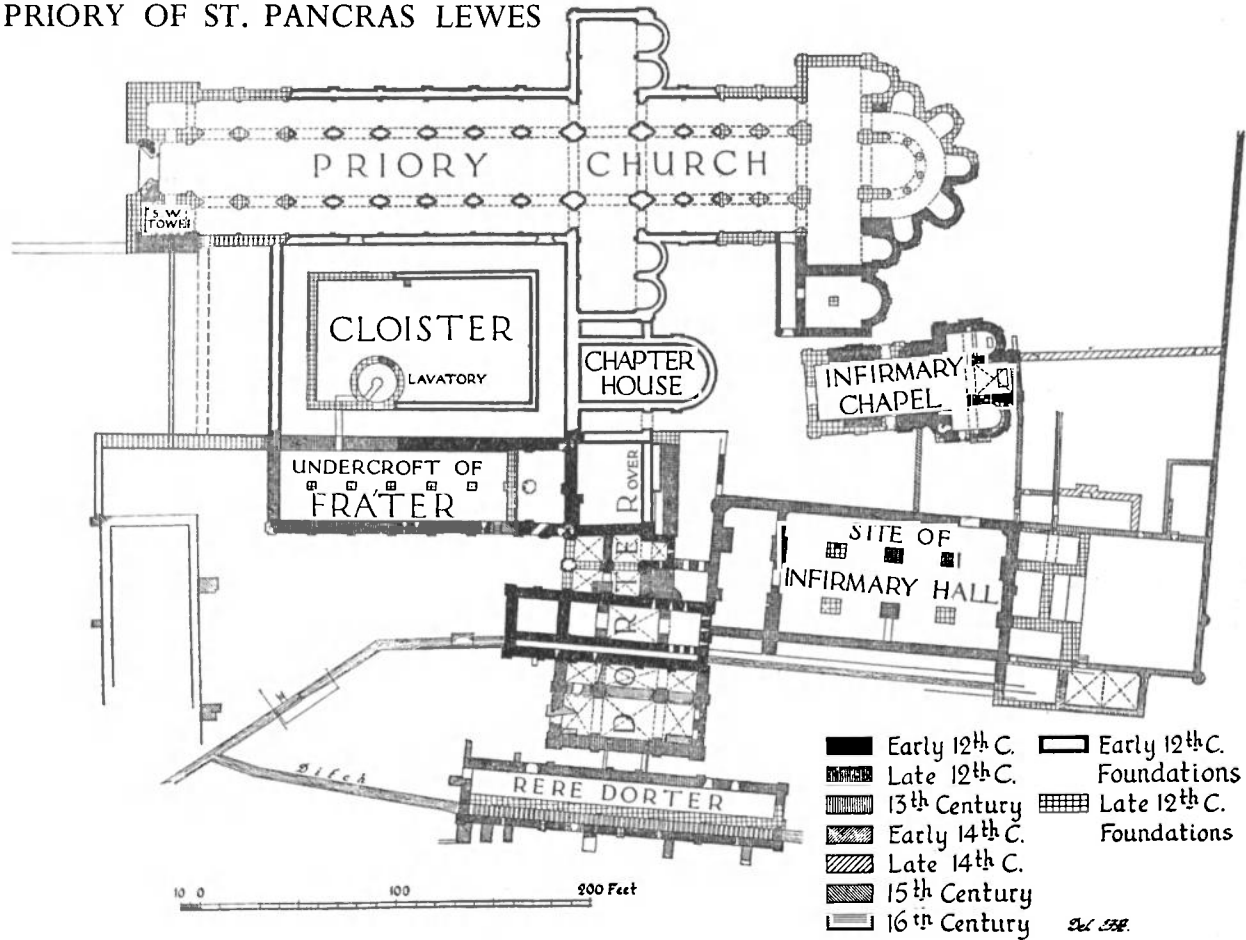 PRIORY OF ST. PANCRAS LEWES
PRIORY CHURCH
S W
TOWER
CLOISTER
LAVATORY
CHAPTER
HOUSE
INFIRMARY
CHAPEL
UNDERCROFT OF
FRATER
DORTER OVER
SITE OF
INFIRMARY HALL
Ditch
RERE DORTER
10 0 100 200 Feet
Early 12th C.
Late 12th C.
13th Century
Early 14th C.
Late 14th C.
15th Century
16th Century
Early 12th C.
Foundations
Late 12th C.
Foundations